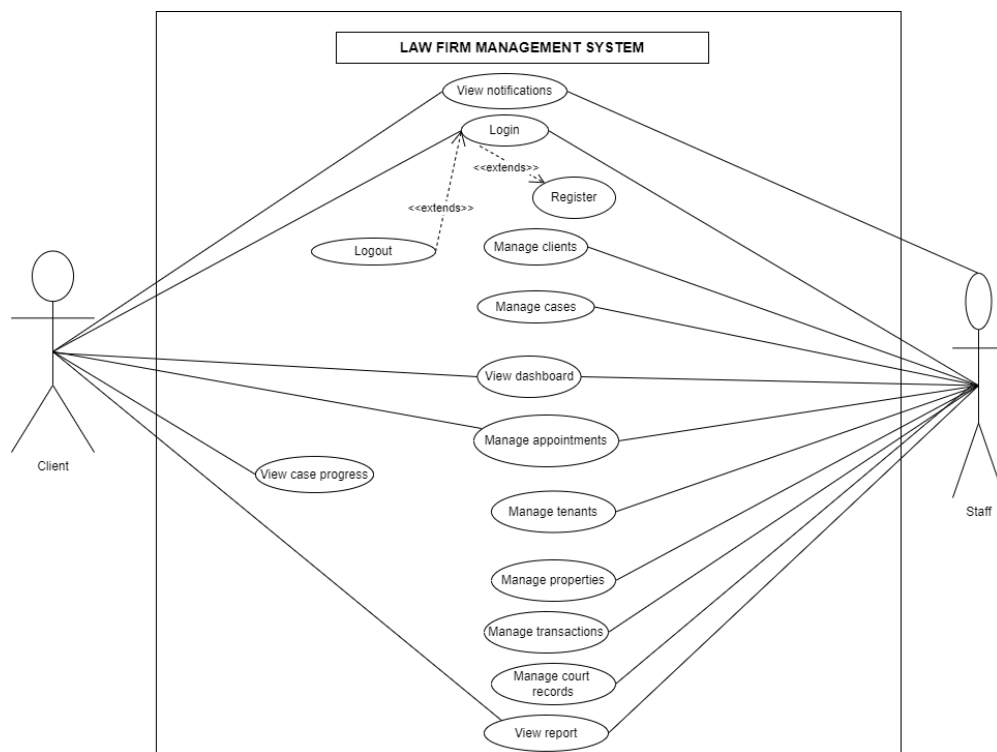 LAW FIRM MANAGEMENT SYSTEM
View notifications
Login
<<extends>>
Register
<<extends>>
Logout
Manage clients
Manage cases
View dashboard
Manage appointments
Client
View case progress
Manage tenants
Staff
Manage properties
Manage transactions
Manage court
records
View report